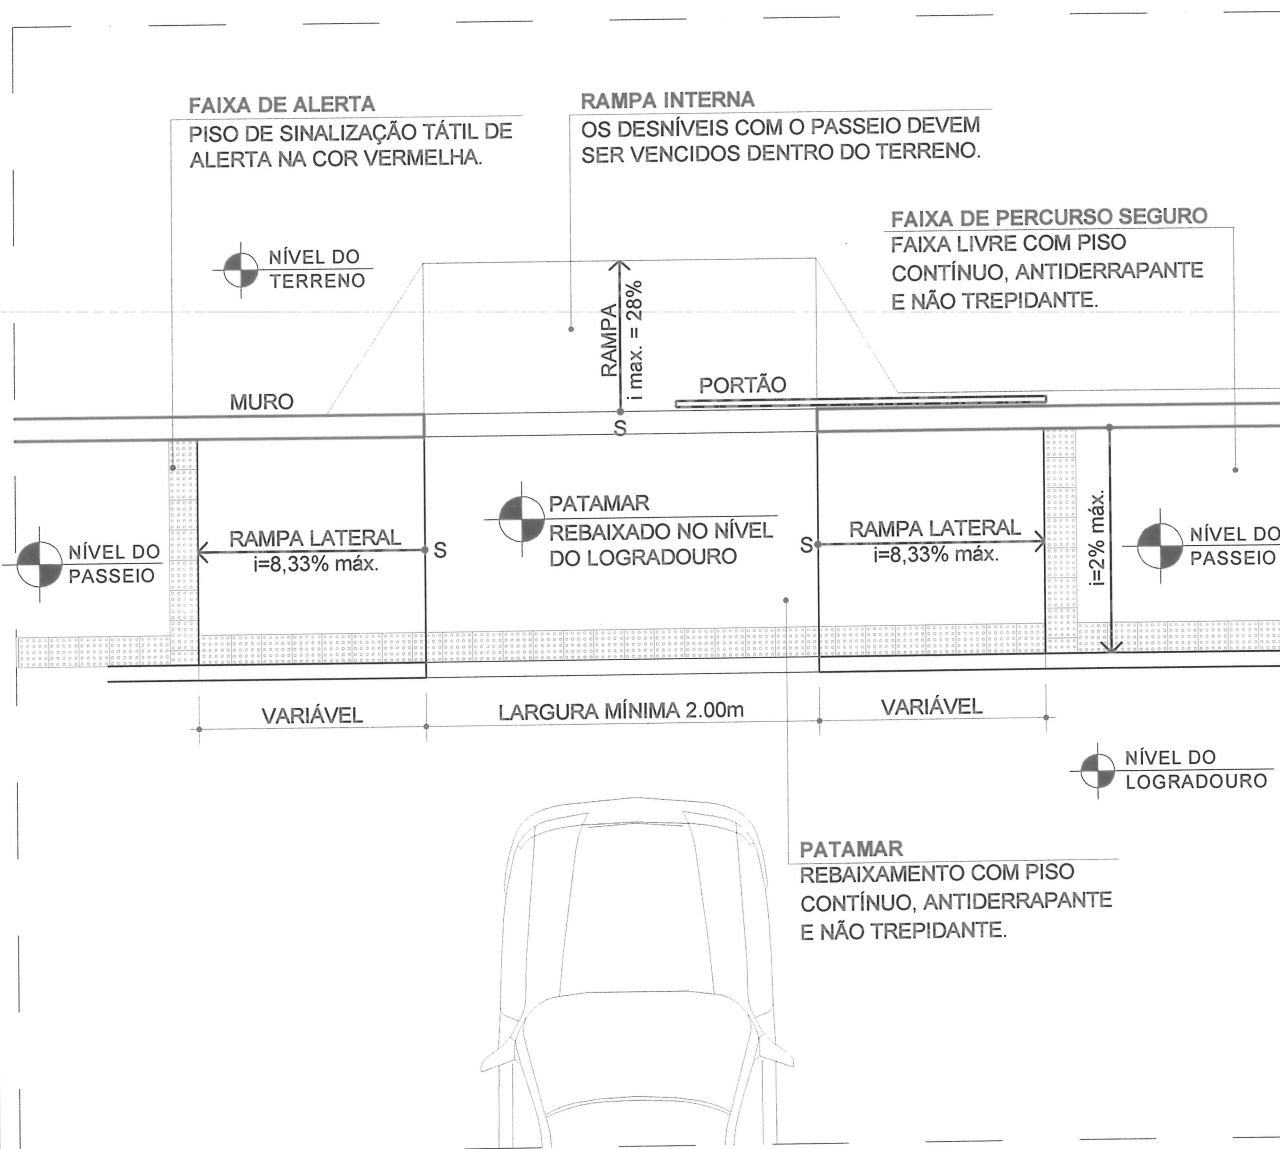 FAIXA DE ALERTA
PISO DE SINALIZAÇÃO TÁTIL DE
ALERTA NA COR VERMELHA.
RAMPA INTERNA
OS DESNÍVEIS COM O PASSEIO DEVEM
SER VENCIDOS DENTRO DO TERRENO.
FAIXA DE PERCURSO SEGURO
FAIXA LIVRE COM PISO
CONTÍNUO, ANTIDERRAPANTE
E NÃO TREPIDANTE.
NÍVEL DO
TERRENO
RAMPA
i max. = 28%
PORTÃO
MURO
S
PATAMAR
REBAIXADO NO NÍVEL
DO LOGRADOURO
NÍVEL DO
PASSEIO
RAMPA LATERAL
i=8,33% máx.
S
S
RAMPA LATERAL
i=8,33% máx.
i=2% máx.
NÍVEL DO
PASSEIO
VARIÁVEL
LARGURA MÍNIMA 2.00m
VARIÁVEL
NÍVEL DO
LOGRADOURO
PATAMAR
REBAIXAMENTO COM PISO
CONTÍNUO, ANTIDERRAPANTE
E NÃO TREPIDANTE.